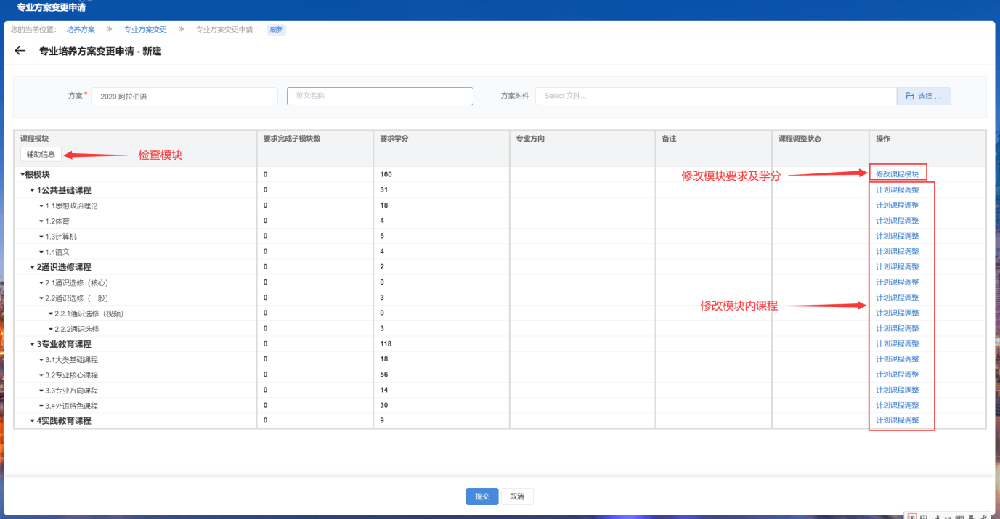 专业方案变更申请
您的当前位置： 培养方案 » 专业方案变更 » 专业方案变更申请 刷新
← 专业培养方案变更申请 - 新建
方案* 2020 阿拉伯语 英文名称 方案附件 Select 文件... 选择 ...
课程模块 要求完成子模块数 要求学分 专业方向 备注 课程调整状态 操作
辅助信息 检查模块
根模块 0 160 修改模块要求及学分 修改课程模块
1公共基础课程 0 31 计划课程调整
1.1思想政治理论 0 18 计划课程调整
1.2体育 0 4 计划课程调整
1.3计算机 0 5 计划课程调整
1.4语文 0 4 计划课程调整
2通识选修课程 0 2 计划课程调整
2.1通识选修（核心） 0 0 计划课程调整
2.2通识选修（一般） 0 3 计划课程调整
2.2.1通识选修（视频） 0 0 修改模块内课程 计划课程调整
2.2.2通识选修 0 3 计划课程调整
3专业教育课程 0 118 计划课程调整
3.1大类基础课程 0 18 计划课程调整
3.2专业核心课程 0 56 计划课程调整
3.3专业方向课程 0 14 计划课程调整
3.4外语特色课程 0 30 计划课程调整
4实践教育课程 0 9 计划课程调整
提交 取消